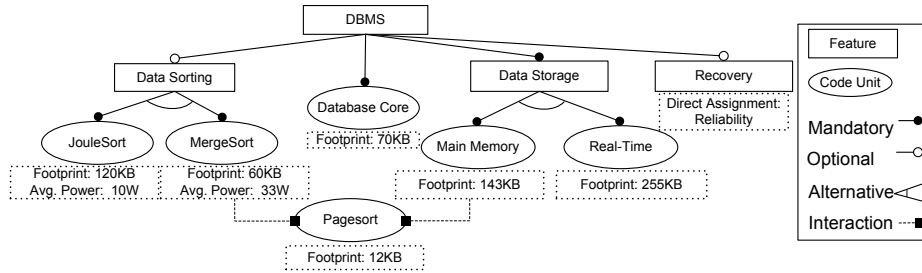 DBMS
Data Sorting
Data Storage
Recovery
Direct Assignment:
Reliability
Database Core
Footprint: 70KB
JouleSort
MergeSort
Main Memory
Real-Time
Footprint: 120KB
Avg. Power: 10W
Footprint: 60KB
Avg. Power: 33W
Footprint: 143KB
Footprint: 255KB
Pagesort
Footprint: 12KB
Feature
Code Unit
Mandatory
Optional
Alternative
Interaction